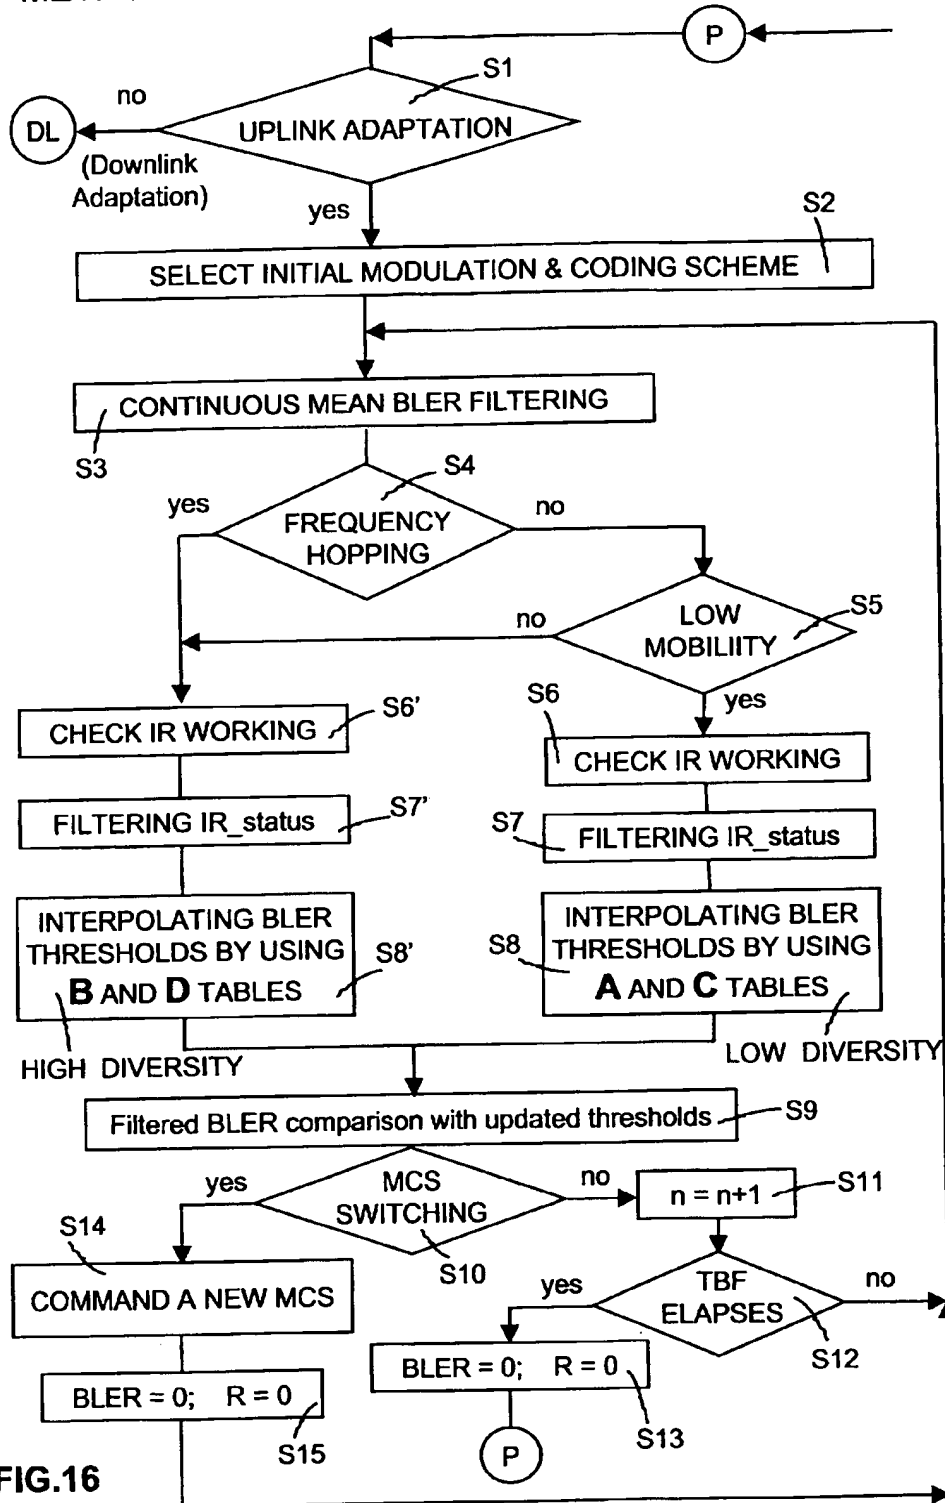 P
S1
no
DL
UPLINK ADAPTATION
(Downlink
Adaptation)
yes
S2
SELECT INITIAL MODULATION & CODING SCHEME
CONTINUOUS MEAN BLER FILTERING
S3
S4
yes
no
FREQUENCY
HOPPING
no
LOW
MOBILIITY
S5
yes
S6'
CHECK IR WORKING
S6
CHECK IR WORKING
S7'
FILTERING IR_status
S7
FILTERING IR_status
INTERPOLATING BLER
THRESHOLDS BY USING
B AND D TABLES
S8'
S8
INTERPOLATING BLER
THRESHOLDS BY USING
A AND C TABLES
HIGH DIVERSITY
LOW DIVERSITY
Filtered BLER comparison with updated thresholds
S9
yes
MCS
SWITCHING
no
n = n+1
S11
S14
S10
COMMAND A NEW MCS
yes
TBF
ELAPSES
no
S12
BLER = 0; R = 0
BLER = 0; R = 0
S15
S13
P
FIG.16